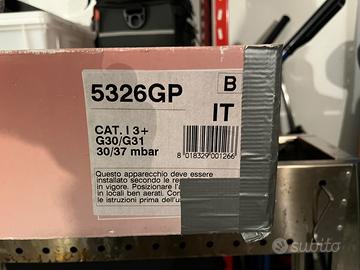 5326GP
B
IT
CAT. I 3+
G30/G31
30/37 mbar
8 018329 001266
Questo apparecchio deve essere
installato secondo le
in vigore. Posizionare l'
in locali ben aerati.
le istruzioni prima dell'
subito